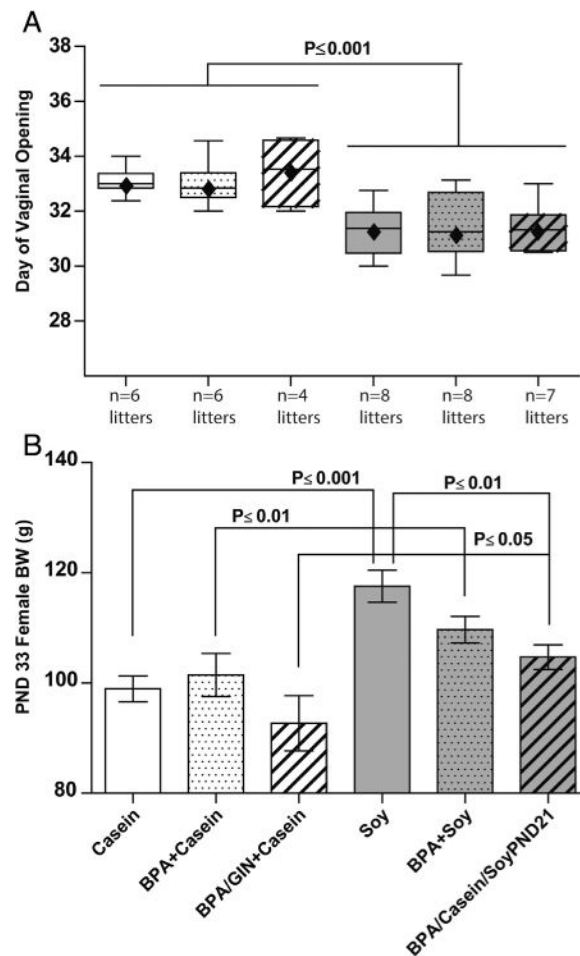 A
P≤0.001
38
36
34
32
30
28
Day of Vaginal Opening
n=6 litters
n=6 litters
n=4 litters
n=8 litters
n=8 litters
n=7 litters
B
140
120
100
80
PND 33 Female BW (g)
P≤0.001
P≤0.01
P≤0.01
P≤0.05
Casein
BPA+Casein
BPA/GIN+Casein
Soy
BPA+Soy
BPA/Casein/SoyPND21